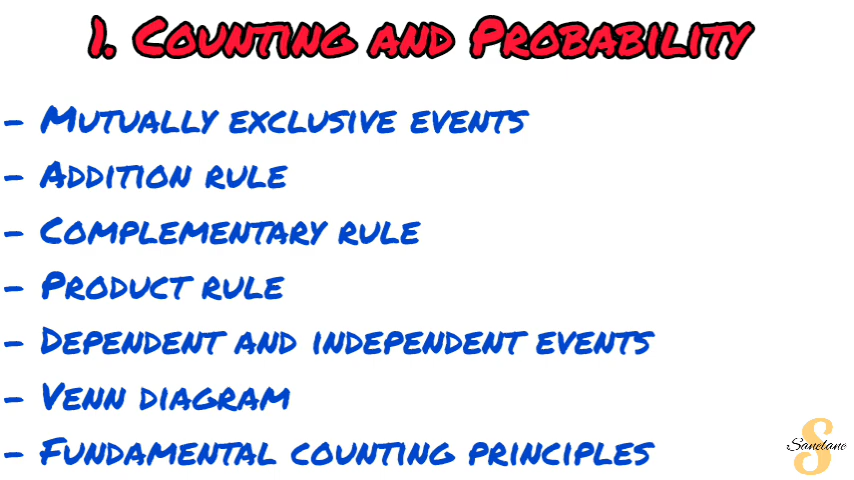 1. Counting and Probability
- Mutually exclusive events
- Addition rule
- Complementary rule
- Product rule
- Dependent and independent events
- Venn diagram
- Fundamental counting principles
S
Sanelane